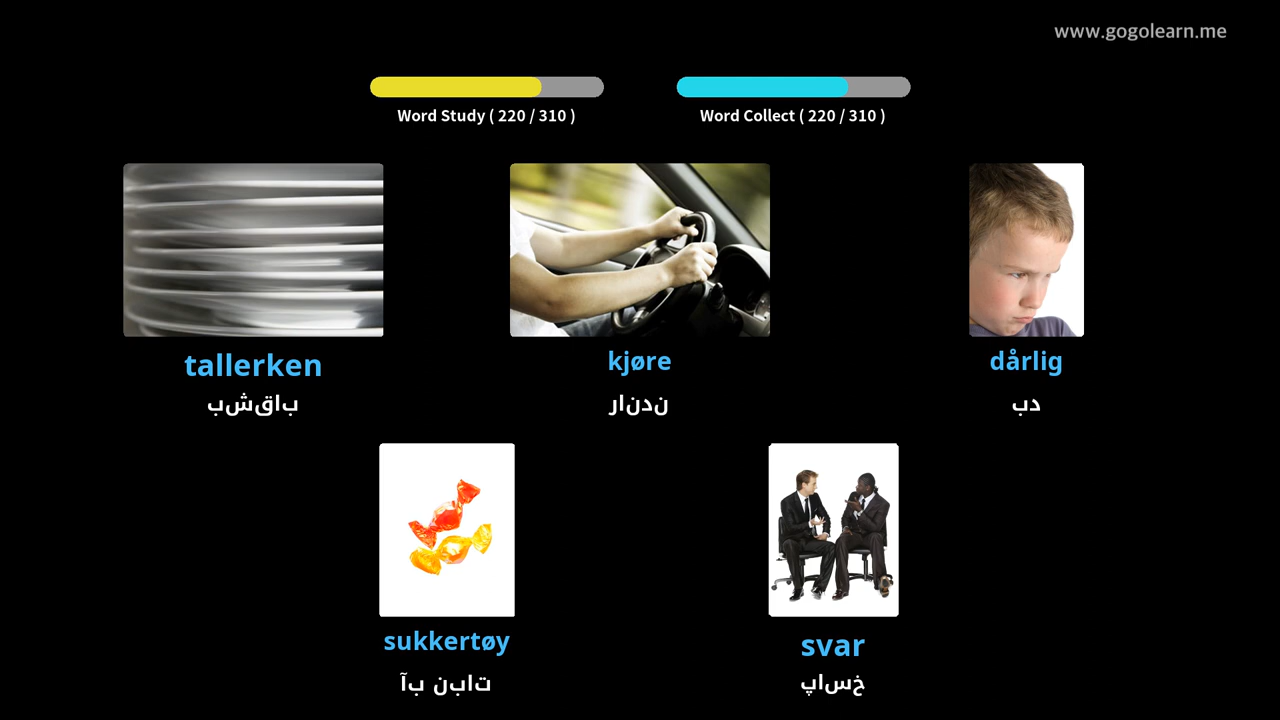 www.gogolearn.me
Word Study ( 220 / 310 )
Word Collect ( 220 / 310 )
tallerken
باقشب
kjøre
ندنار
dårlig
دب
sukkertøy
تابن بآ
svar
خساپ